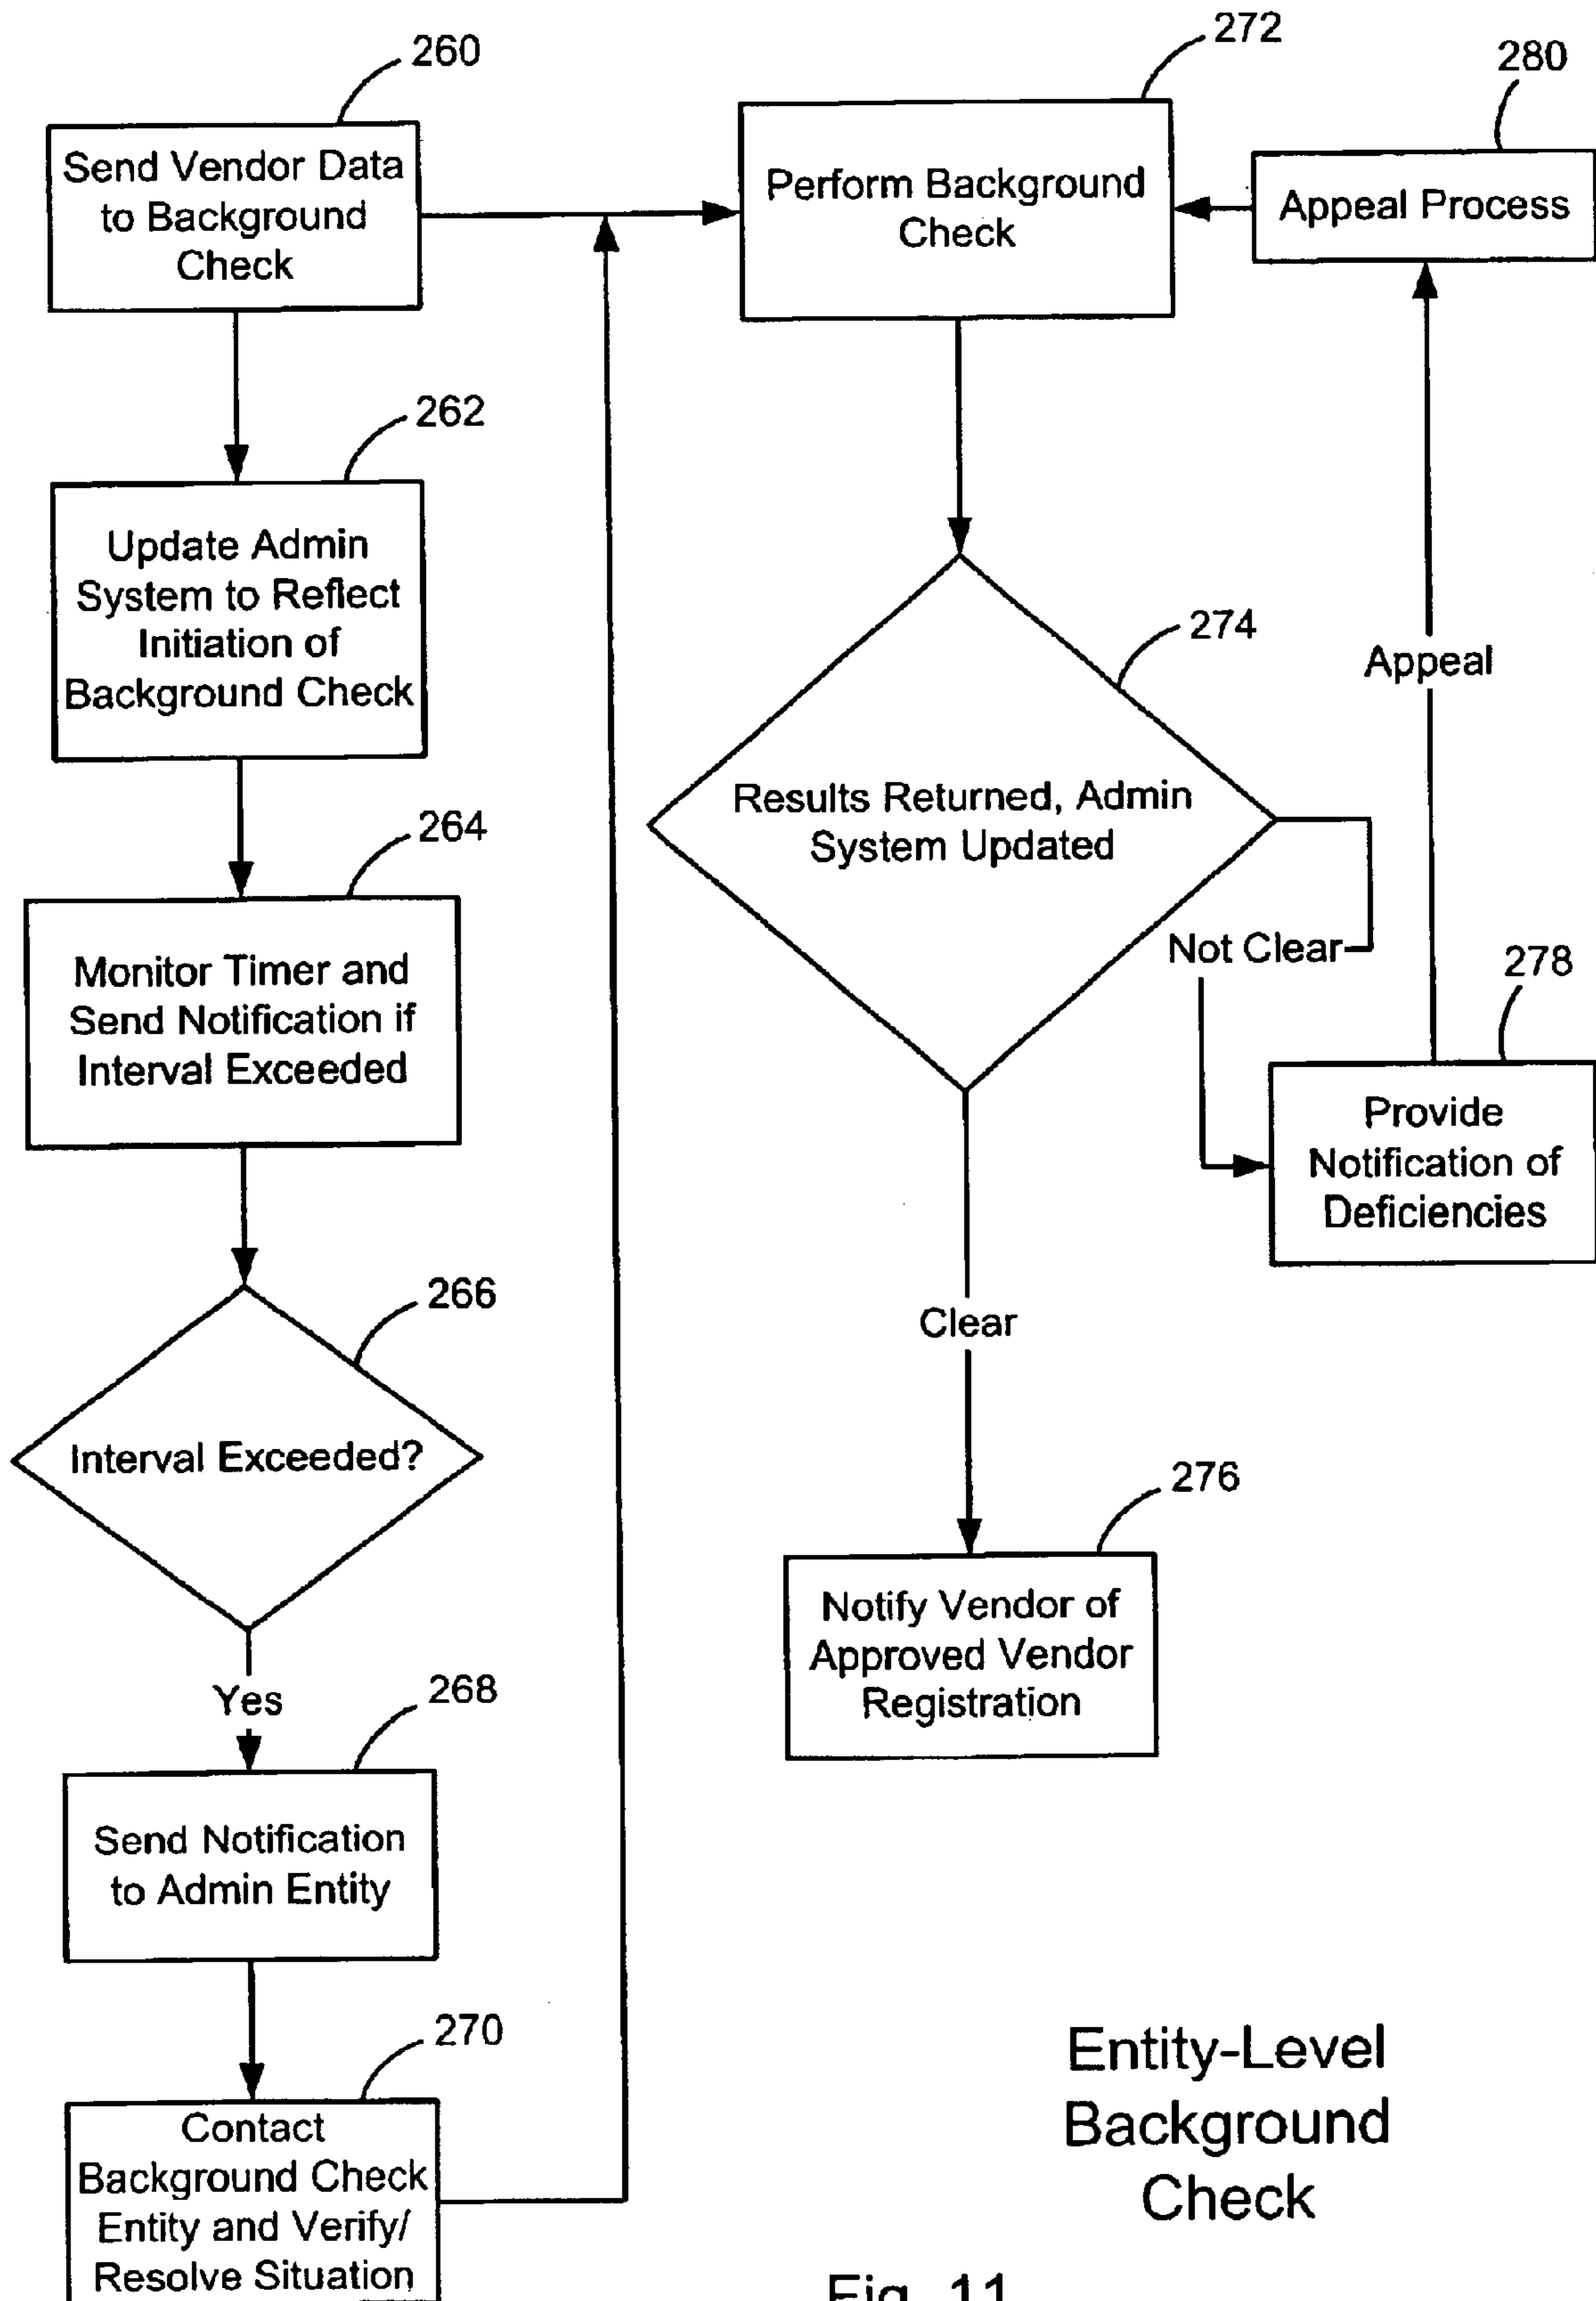 260
Send Vendor Data
to Background
Check
262
Update Admin
System to Reflect
Initiation of
Background Check
264
Monitor Timer and
Send Notification if
Interval Exceeded
266
Interval Exceeded?
Yes
268
Send Notification
to Admin Entity
270
Contact
Background Check
Entity and Verify/
Resolve Situation
272
Perform Background
Check
274
Results Returned, Admin
System Updated
Not Clear
Clear
276
Notify Vendor of
Approved Vendor
Registration
278
Provide
Notification of
Deficiencies
Appeal
280
Appeal Process
Entity-Level
Background
Check
Fig. 11